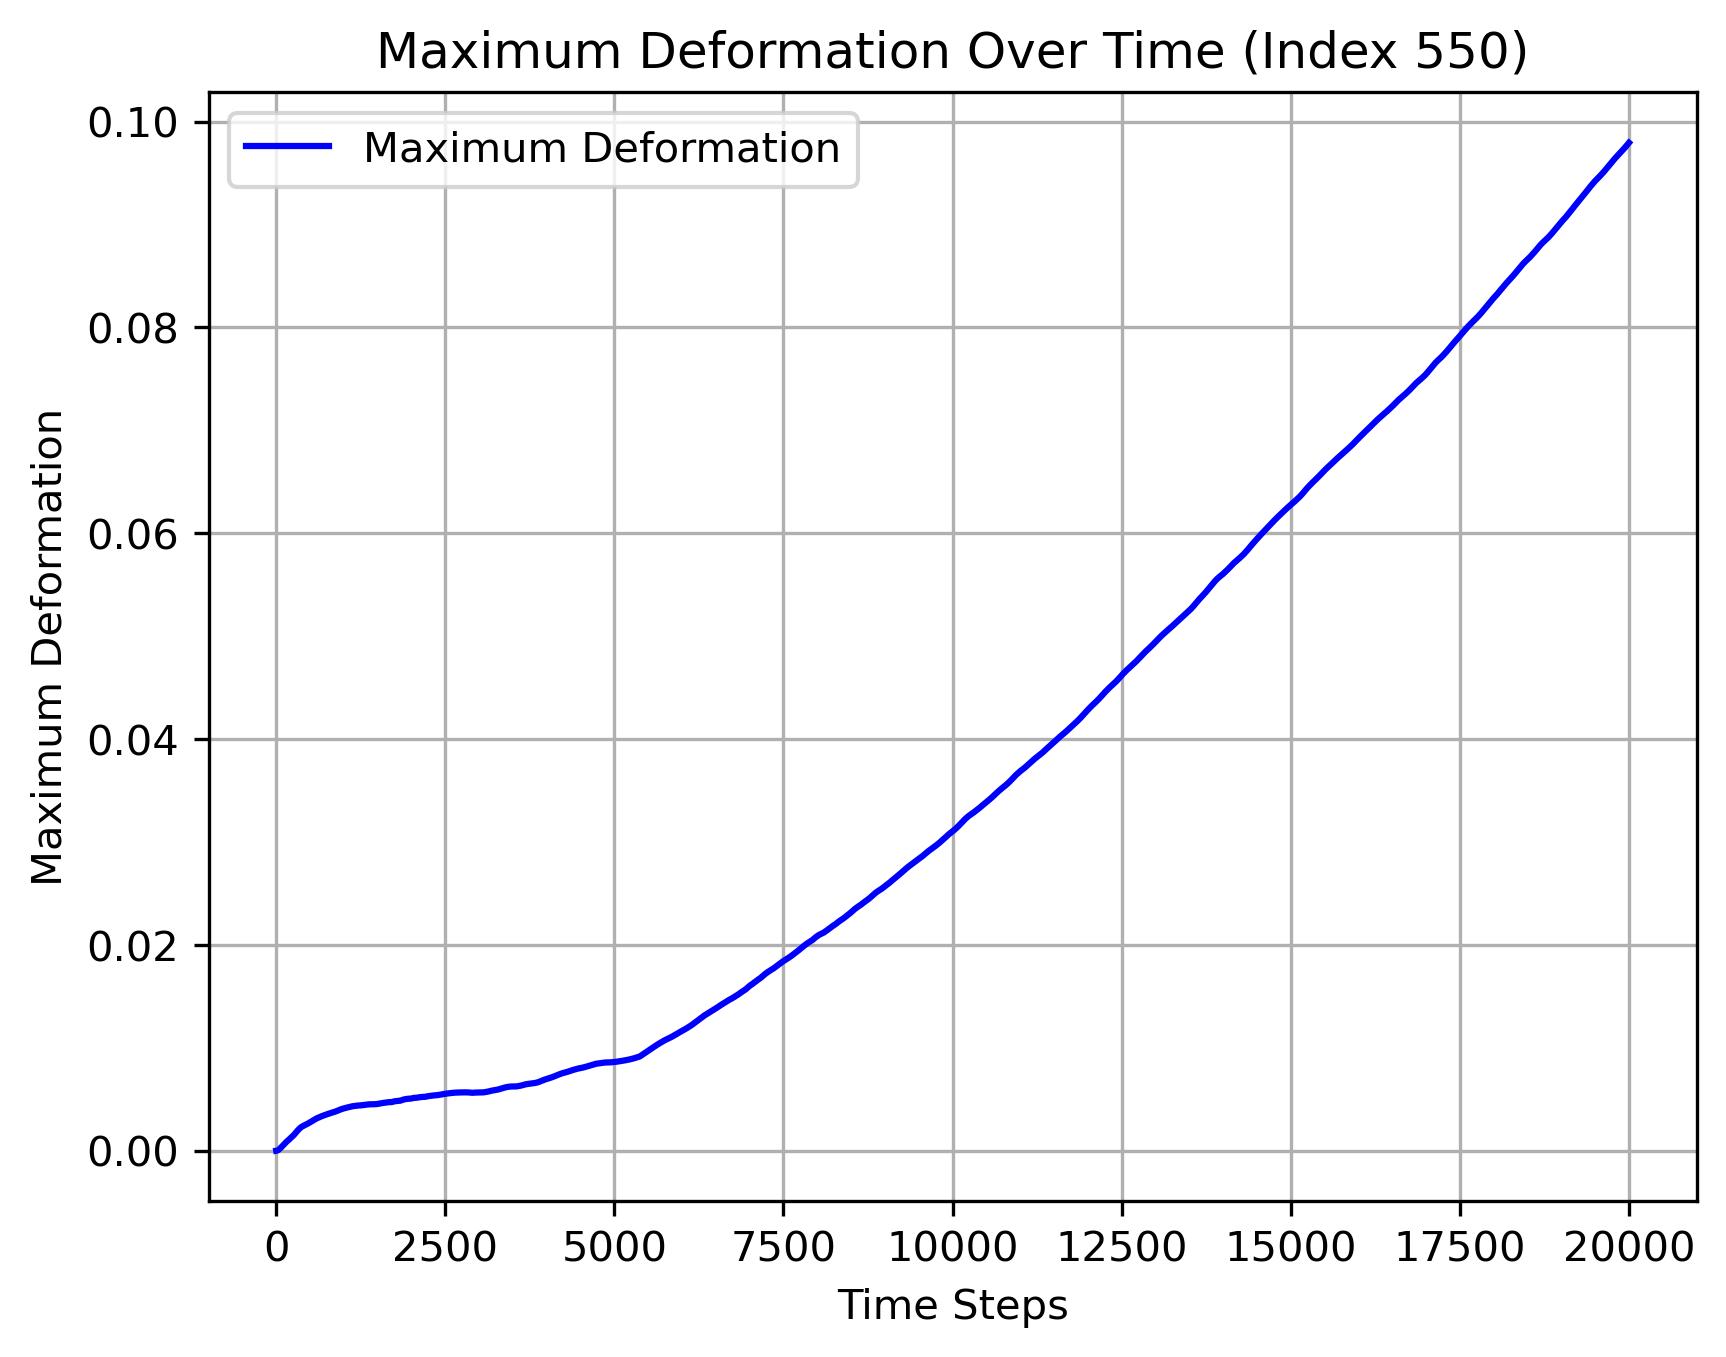 Maximum Deformation Over Time (Index 550)
Maximum Deformation
0.10
0.08
0.06
0.04
0.02
0.00
Maximum Deformation
0 2500 5000 7500 10000 12500 15000 17500 20000
Time Steps